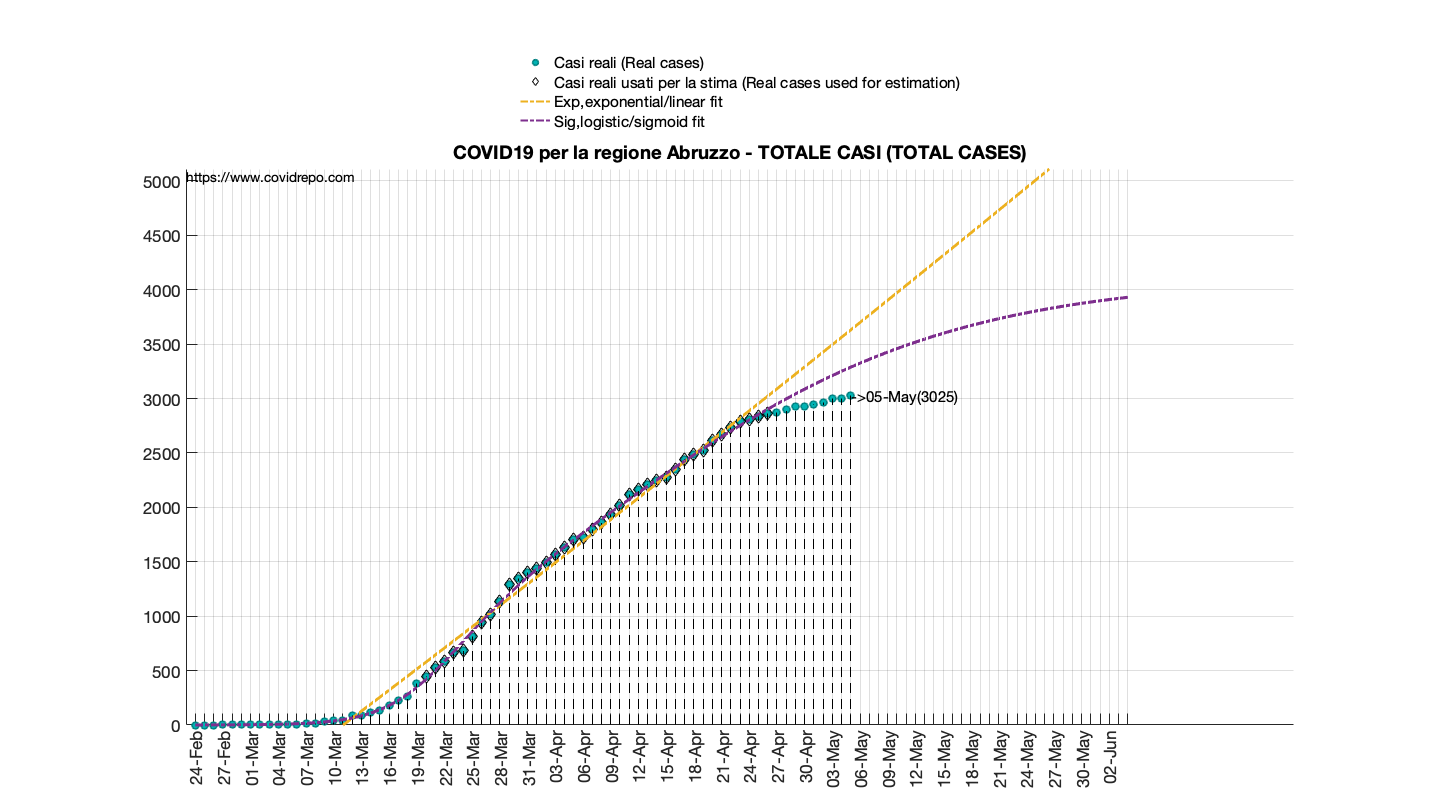 Casi reali (Real cases)
Casi reali usati per la stima (Real cases used for estimation)
Exp,exponential/linear fit
Sig,logistic/sigmoid fit
COVID19 per la regione Abruzzo - TOTALE CASI (TOTAL CASES)
https://www.covidrepo.com
5000
4500
4000
3500
3000
2500
2000
1500
1000
500
0
->05-May(3025)
24-Feb
27-Feb
01-Mar
04-Mar
07-Mar
10-Mar
13-Mar
16-Mar
19-Mar
22-Mar
25-Mar
28-Mar
31-Mar
03-Apr
06-Apr
09-Apr
12-Apr
15-Apr
18-Apr
21-Apr
24-Apr
27-Apr
30-Apr
03-May
06-May
09-May
12-May
15-May
18-May
21-May
24-May
27-May
30-May
02-Jun